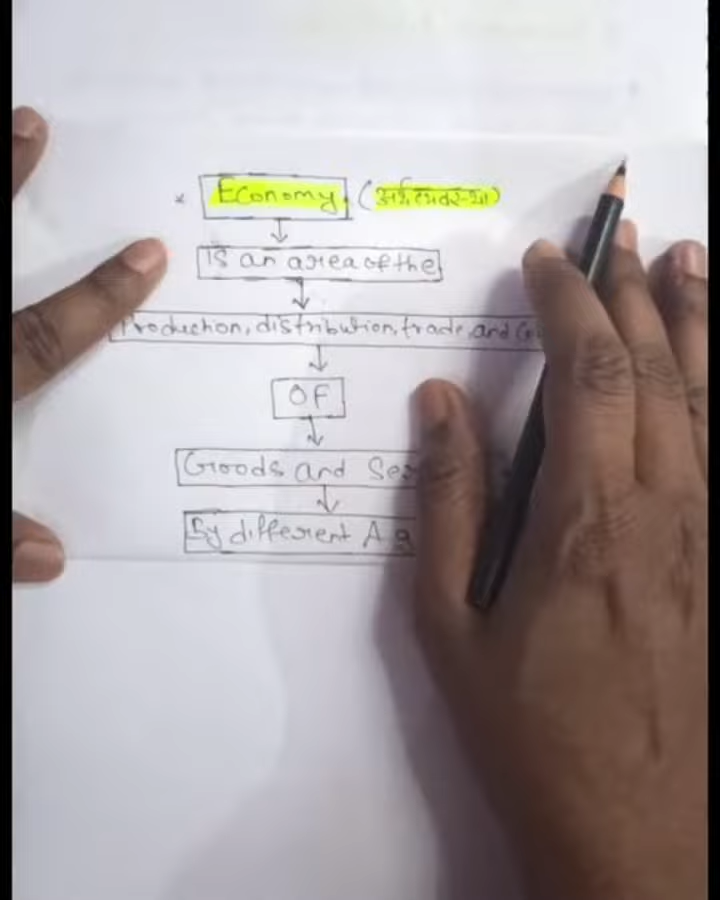 * Economy. (अर्थव्यवस्था)
is an area of the
Production, distribution, trade, and
OF
Goods and
By different